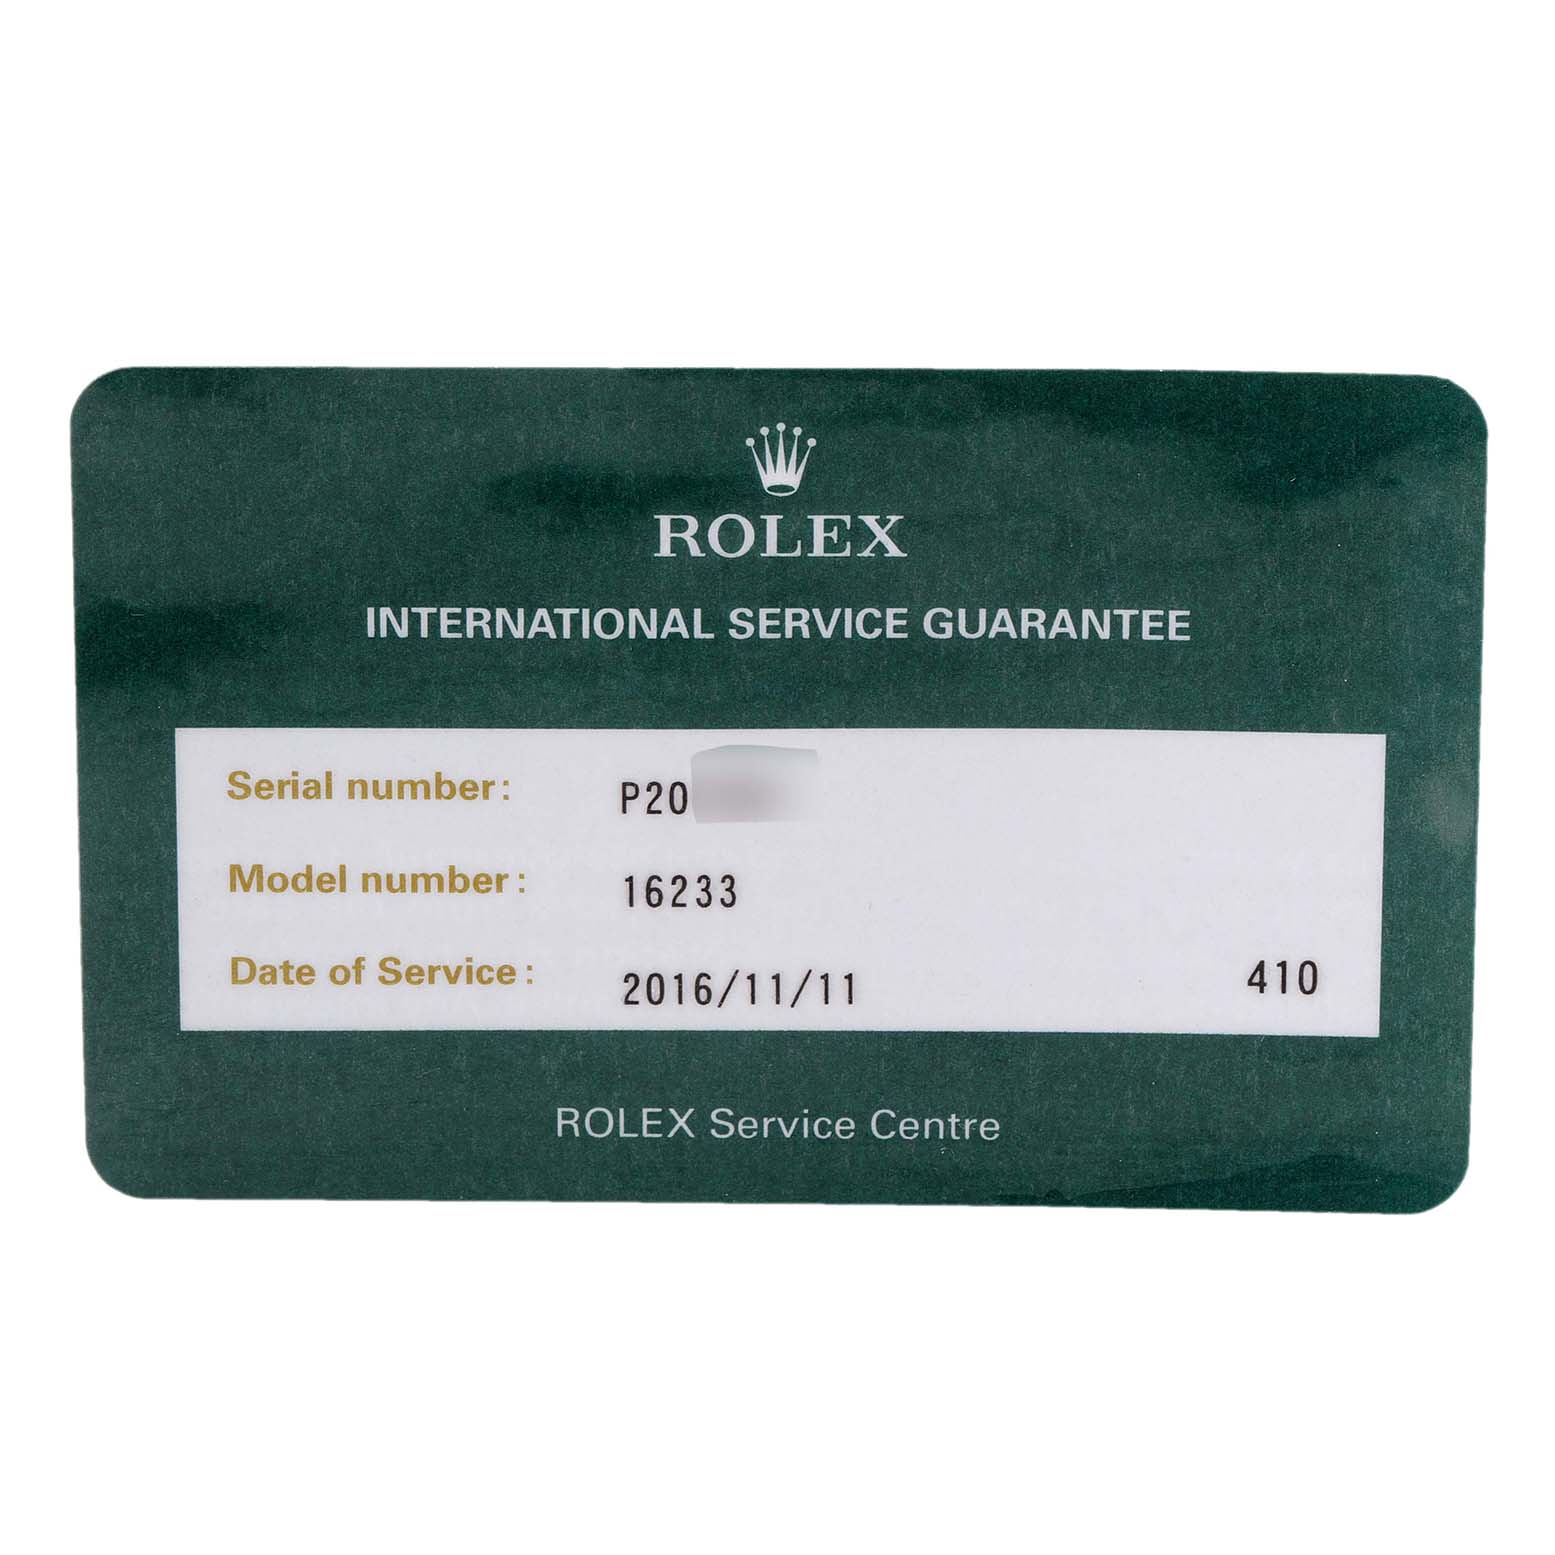 ROLEX
INTERNATIONAL SERVICE GUARANTEE
Serial number: P20
Model number: 16233
Date of Service: 2016/11/11 410
ROLEX Service Centre